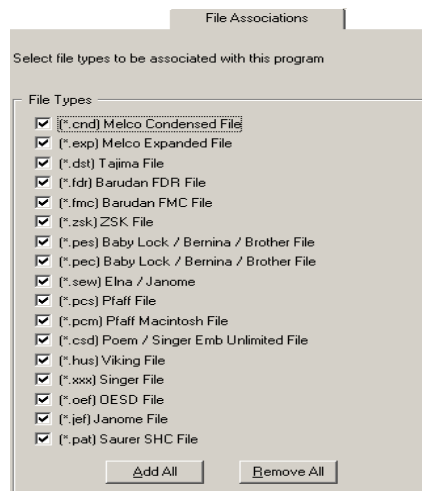 File Associations
Select file types to be associated with this program
File Types
(*.cnd) Melco Condensed File
(*.exp) Melco Expanded File
(*.dst) Tajima File
(*.fdr) Barudan FDR File
(*.fmc) Barudan FMC File
(*.zsk) ZSK File
(*.pes) Baby Lock / Bernina / Brother File
(*.pec) Baby Lock / Bernina / Brother File
(*.sew) Elna / Janome
(*.pcs) Pfaff File
(*.pcm) Pfaff Macintosh File
(*.csd) Poem / Singer Emb Unlimited File
(*.hus) Viking File
(*.xxx) Singer File
(*.oef) OESD File
(*.jef) Janome File
(*.pat) Saurer SHC File
Add All Remove All